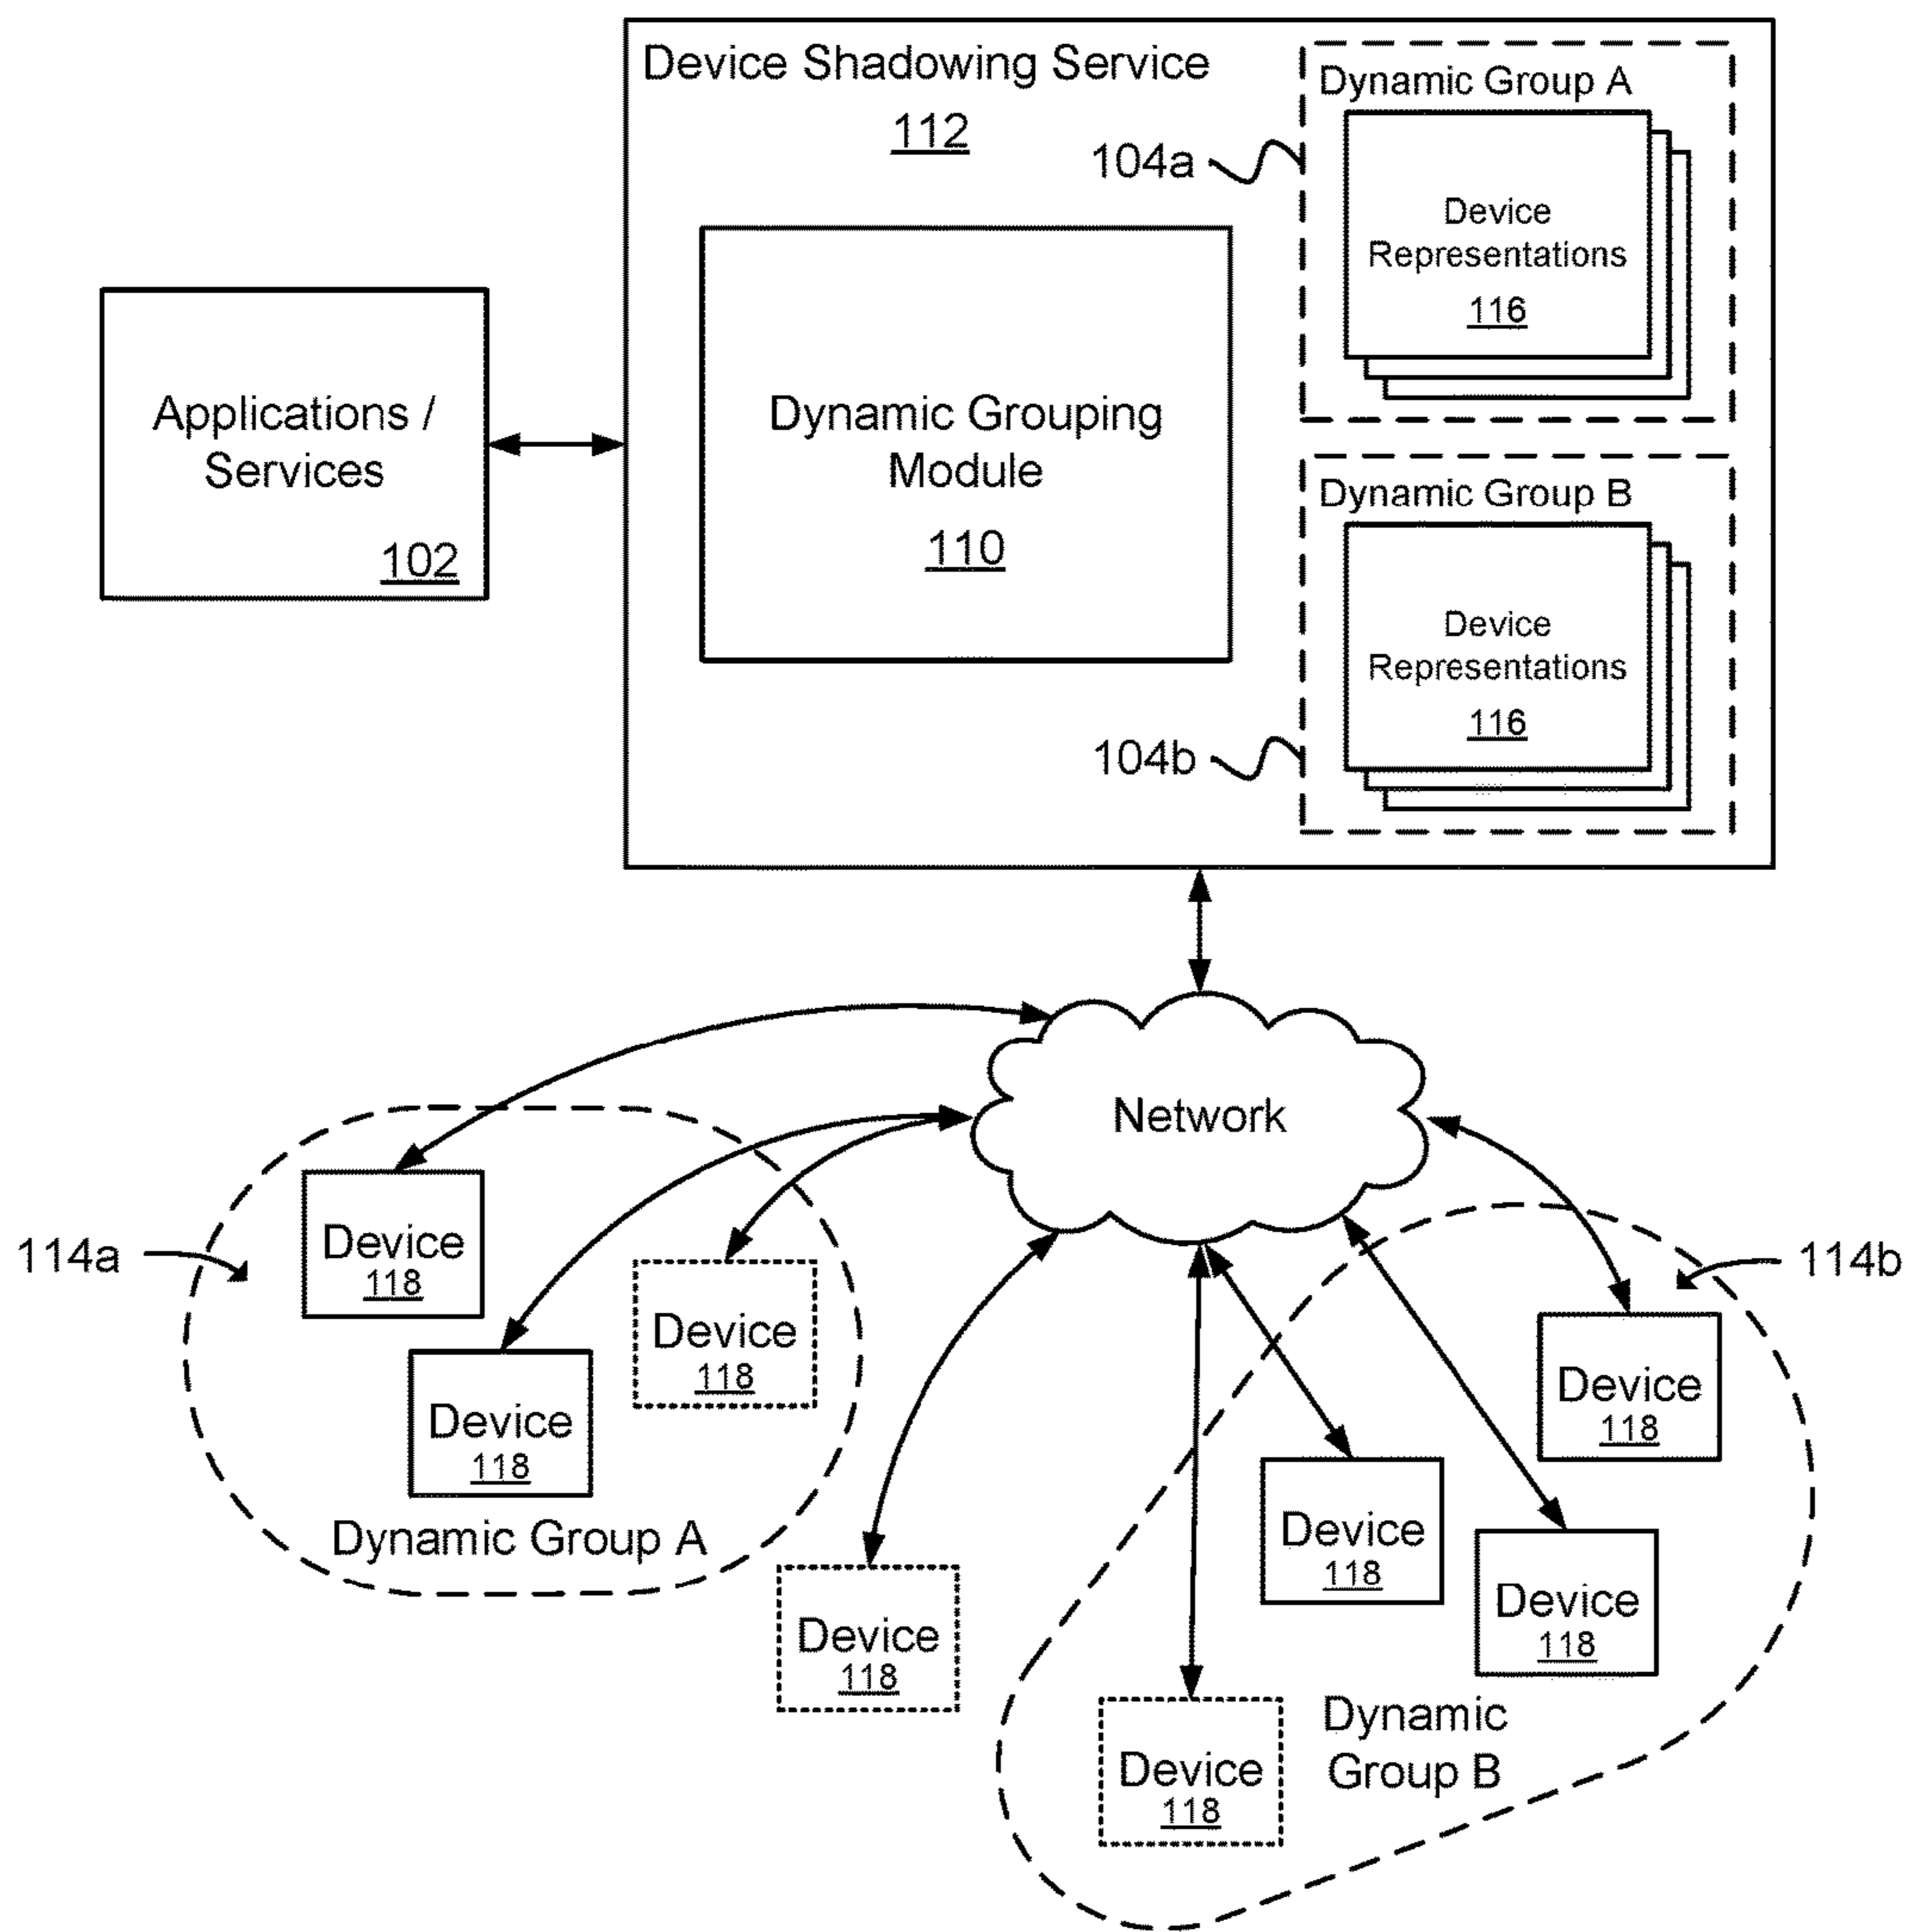 Device Shadowing Service
112
Dynamic Group A
104a
Device
Representations
116
Applications /
Services
102
Dynamic Grouping
Module
110
Dynamic Group B
Device
Representations
116
104b
Network
114a
Device
118
Device
118
Device
118
Dynamic Group A
Device
118
114b
Device
118
Device
118
Device
118
Device
118
Dynamic
Group B